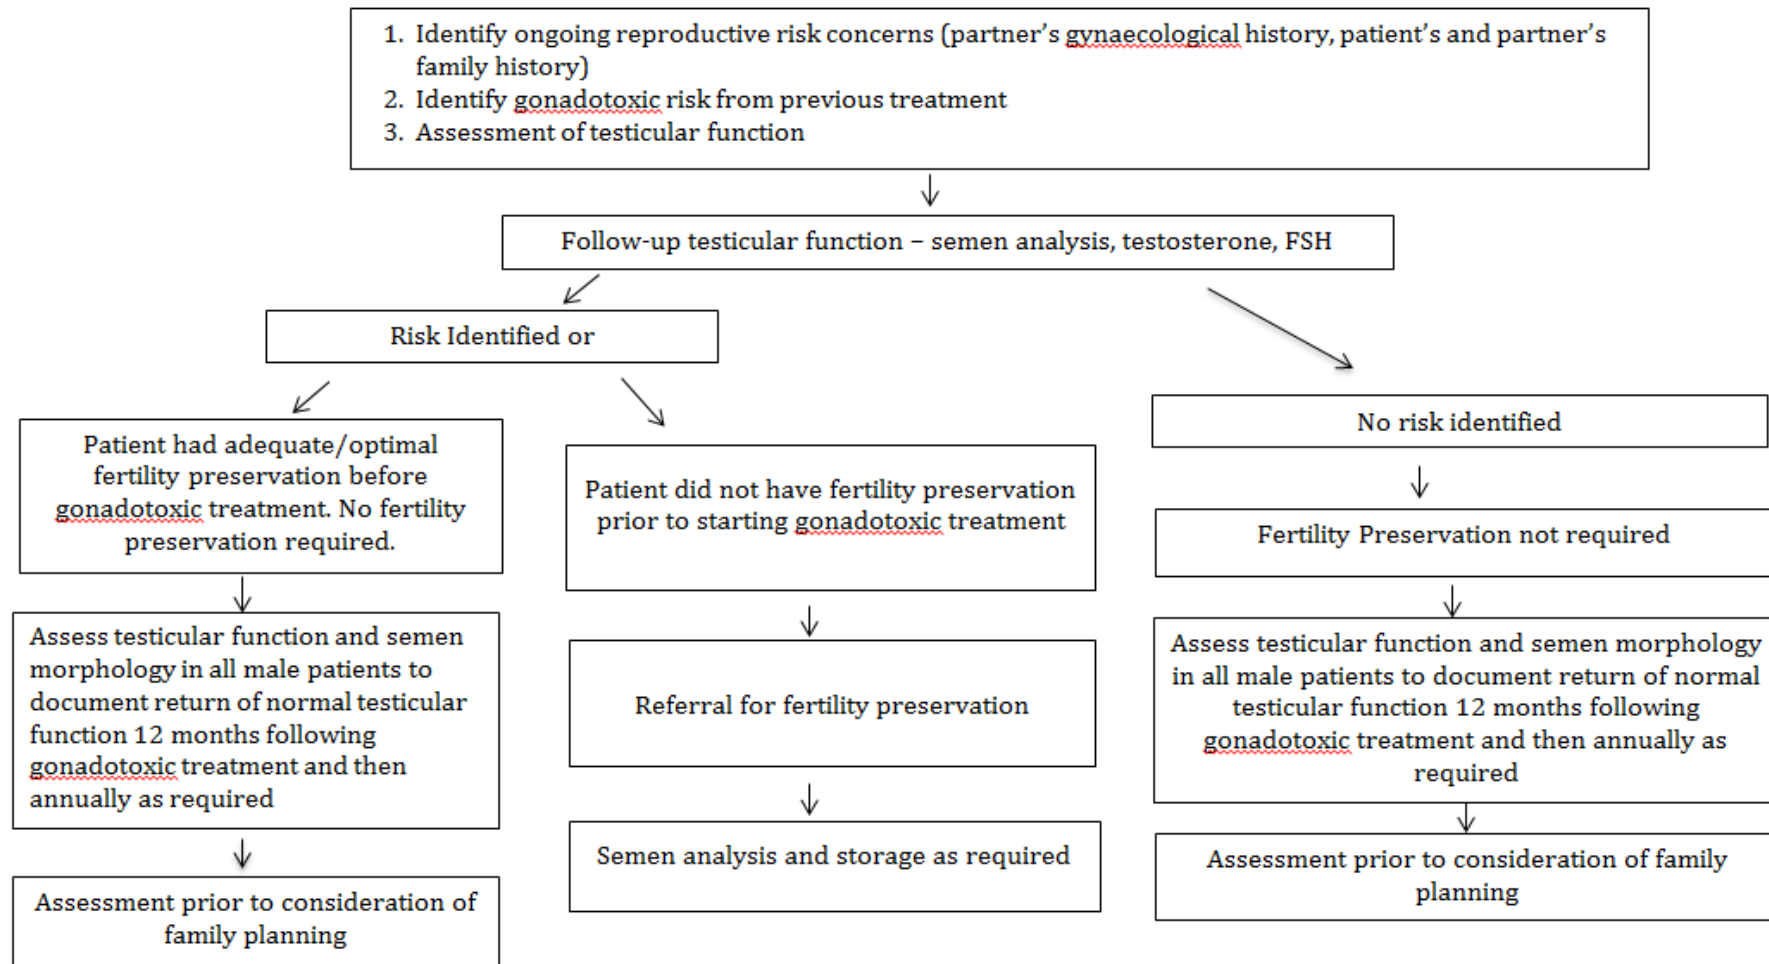 1. Identify ongoing reproductive risk concerns (partner's gynaecological history, patient's and partner's
family history)
2. Identify gonadotoxic risk from previous treatment
3. Assessment of testicular function
Follow-up testicular function – semen analysis, testosterone, FSH
Risk Identified or
Patient had adequate/optimal
fertility preservation before
gonadotoxic treatment. No fertility
preservation required.
Assess testicular function and semen
morphology in all male patients to
document return of normal testicular
function 12 months following
gonadotoxic treatment and then
annually as required
Assessment prior to consideration of
family planning
Patient did not have fertility preservation
prior to starting gonadotoxic treatment
Referral for fertility preservation
Semen analysis and storage as required
No risk identified
Fertility Preservation not required
Assess testicular function and semen morphology
in all male patients to document return of normal
testicular function 12 months following
gonadotoxic treatment and then annually as
required
Assessment prior to consideration of family
planning